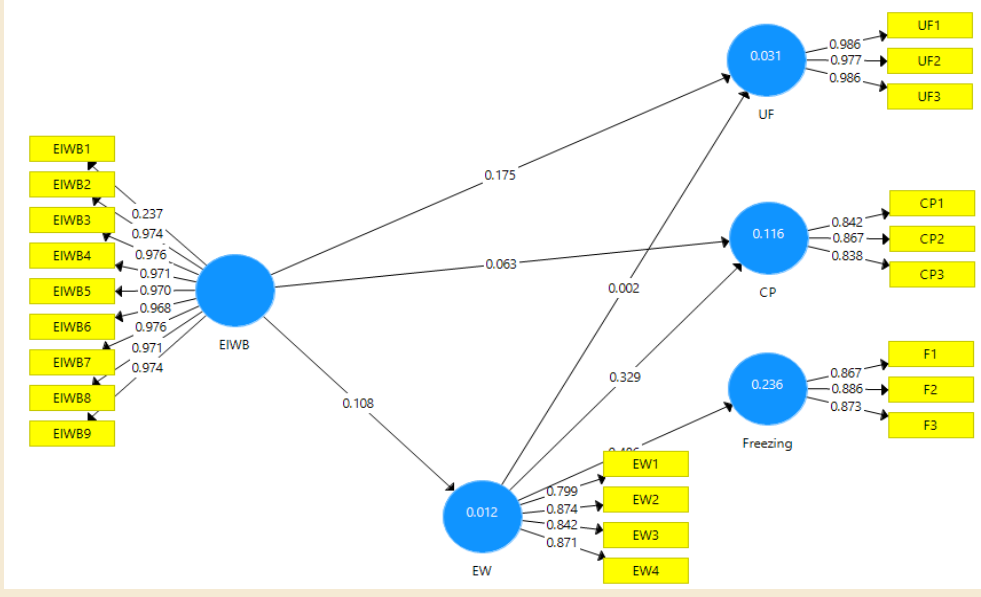 UF1
0.986
0.031
0.977
UF2
0.986
UF3
UF
EIWB1
EIWB2
EIWB3
EIWB4
EIWB5
EIWB6
EIWB7
EIWB8
EIWB9
0.237
0.974
0.976
0.971
0.970
0.968
0.976
0.971
0.974
EIWB
0.175
0.063
0.108
0.002
0.329
0.116
CP
0.842
0.867
0.838
CP1
CP2
CP3
0.236
Freezing
0.867
0.886
0.873
F1
F2
F3
0.012
EW
0.799
0.874
0.842
0.871
EW1
EW2
EW3
EW4